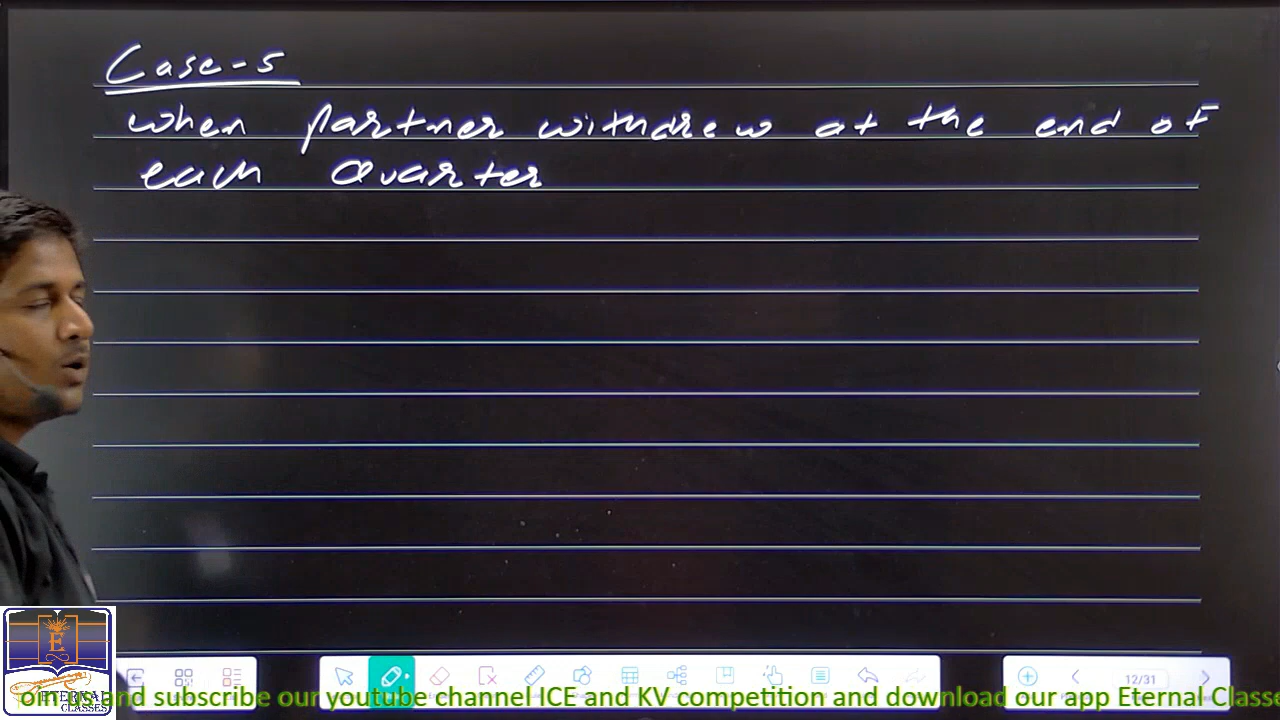 Case-5
when partner withdrew at the end of
each Quarter
12/31
E
ETERNAL
CLASSES
and subscribe our youtube channel ICE and KV competition and download our app Eternal